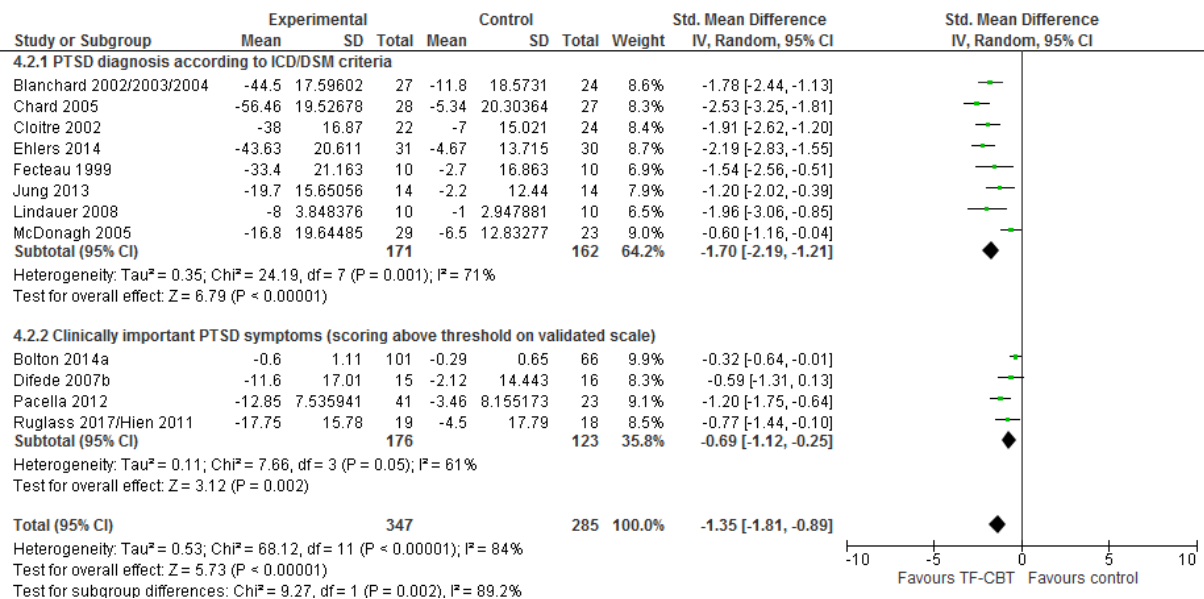 Experimental Control Std. Mean Difference Std. Mean Difference
Study or Subgroup Mean SD Total Mean SD Total Weight IV, Random, 95% CI IV, Random, 95% CI
4.2.1 PTSD diagnosis according to ICD/DSM criteria
Blanchard 2002/2003/2004 -44.5 17.59602 27 -11.8 18.5731 24 8.6% -1.78 [-2.44, -1.13]
Chard 2005 -56.46 19.52678 28 -5.34 20.30364 27 8.3% -2.53 [-3.25, -1.81]
Cloitre 2002 -38 16.87 22 -7 15.021 24 8.4% -1.91 [-2.62, -1.20]
Ehlers 2014 -43.63 20.611 31 -4.67 13.715 30 8.7% -2.19 [-2.83, -1.55]
Fecteau 1999 -33.4 21.163 10 -2.7 16.863 10 6.9% -1.54 [-2.56, -0.51]
Jung 2013 -19.7 15.65056 14 -2.2 12.44 14 7.9% -1.20 [-2.02, -0.39]
Lindauer 2008 -8 3.848376 10 -1 2.947881 10 6.5% -1.96 [-3.06, -0.85]
McDonagh 2005 -16.8 19.64485 29 -6.5 12.83277 23 9.0% -0.60 [-1.16, -0.04]
Subtotal (95% CI) 171 162 64.2% -1.70 [-2.19, -1.21]
Heterogeneity: Tau² = 0.35; Chi² = 24.19, df = 7 (P = 0.001); I² = 71%
Test for overall effect: Z = 6.79 (P < 0.00001)
4.2.2 Clinically important PTSD symptoms (scoring above threshold on validated scale)
Bolton 2014a -0.6 1.11 101 -0.29 0.65 66 9.9% -0.32 [-0.64, -0.01]
Difede 2007b -11.6 17.01 15 -2.12 14.443 16 8.3% -0.59 [-1.31, 0.13]
Pacella 2012 -12.85 7.535941 41 -3.46 8.155173 23 9.1% -1.20 [-1.75, -0.64]
Ruglass 2017/Hien 2011 -17.75 15.78 19 -4.5 17.79 18 8.5% -0.77 [-1.44, -0.10]
Subtotal (95% CI) 176 123 35.8% -0.69 [-1.12, -0.25]
Heterogeneity: Tau² = 0.11; Chi² = 7.66, df = 3 (P = 0.05); I² = 61%
Test for overall effect: Z = 3.12 (P = 0.002)
Total (95% CI) 347 285 100.0% -1.35 [-1.81, -0.89]
Heterogeneity: Tau² = 0.53; Chi² = 68.12, df = 11 (P < 0.00001); I² = 84%
Test for overall effect: Z = 5.73 (P < 0.00001)
Test for subgroup differences: Chi² = 9.27, df = 1 (P = 0.002), I² = 89.2%
-10 -5 0 5 10
Favours TF-CBT Favours control